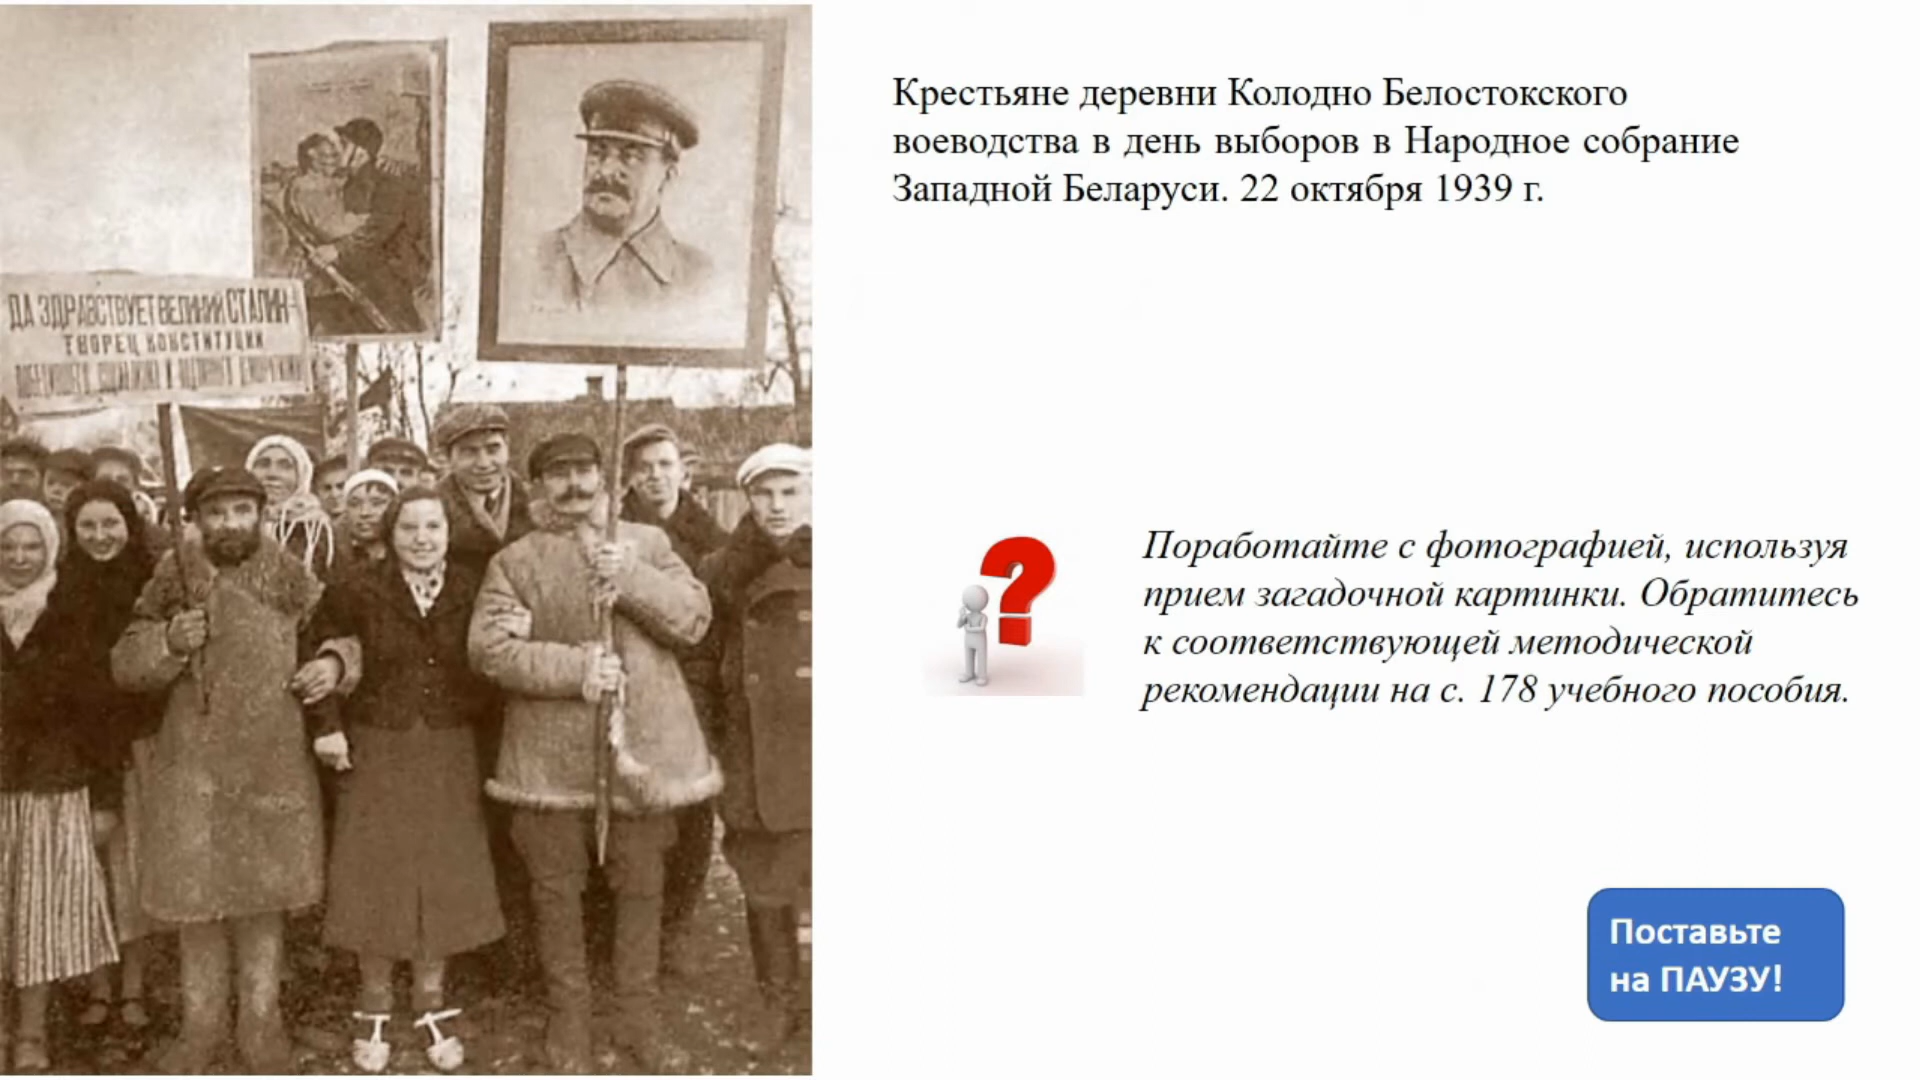 Крестьяне деревни Колодно Белостокского
воеводства в день выборов в Народное собрание
Западной Беларуси. 22 октября 1939 г.
ДА ЗДРАВСТВУЕТ ВЕЛИКИЙ СТАЛИН-
ТВОРЕЦ КОНСТИТУЦИИ
Поработайте с фотографией, используя
прием загадочной картинки. Обратитесь
к соответствующей методической
рекомендации на с. 178 учебного пособия.
Поставьте
на ПАУЗУ!